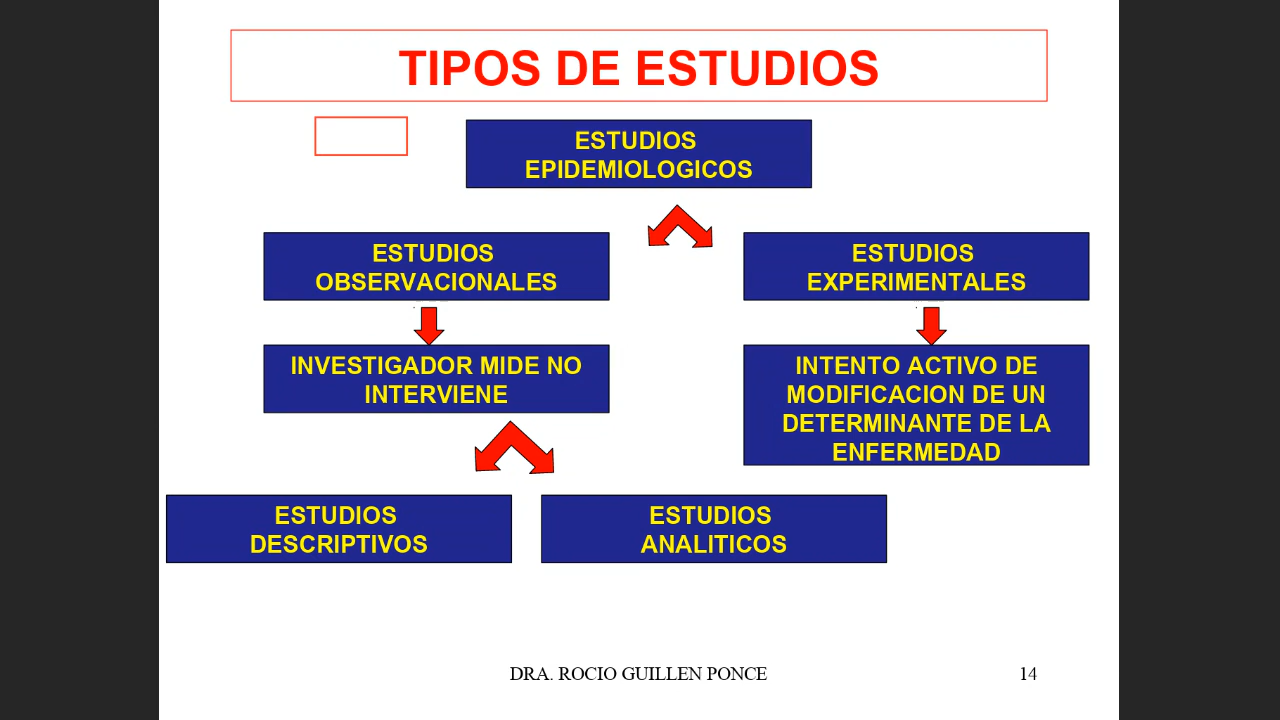 TIPOS DE ESTUDIOS
ESTUDIOS
EPIDEMIOLOGICOS
ESTUDIOS
OBSERVACIONALES
ESTUDIOS
EXPERIMENTALES
INVESTIGADOR MIDE NO
INTERVIENE
INTENTO ACTIVO DE
MODIFICACION DE UN
DETERMINANTE DE LA
ENFERMEDAD
ESTUDIOS
DESCRIPTIVOS
ESTUDIOS
ANALITICOS
DRA. ROCIO GUILLEN PONCE
14